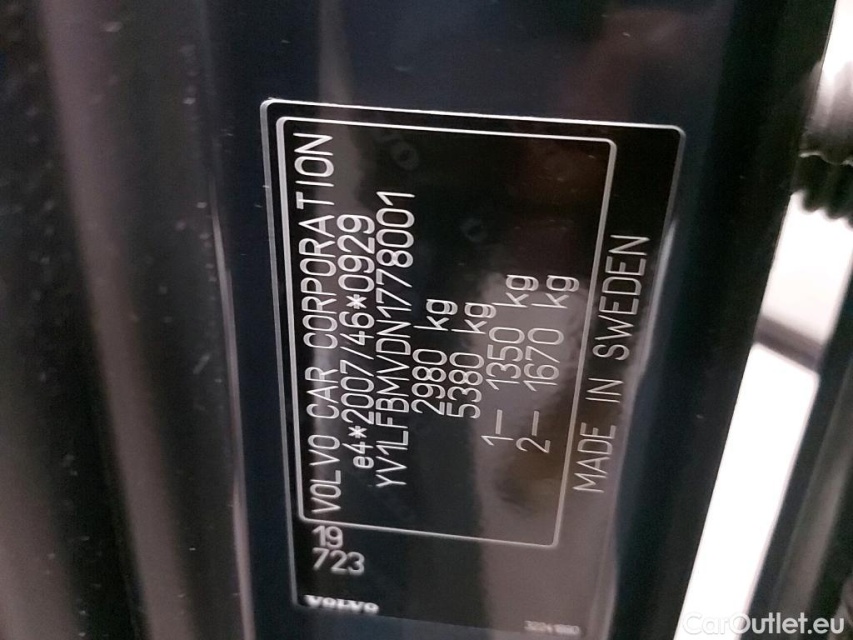 VOLVO CAR CORPORATION
e4*2007/46*0929
YV1LFBMVDN1778001
2980 kg
5380 kg
1– 1350 kg
2– 1670 kg
MADE IN SWEDEN
19
723
VOLVO
CarOutlet.eu